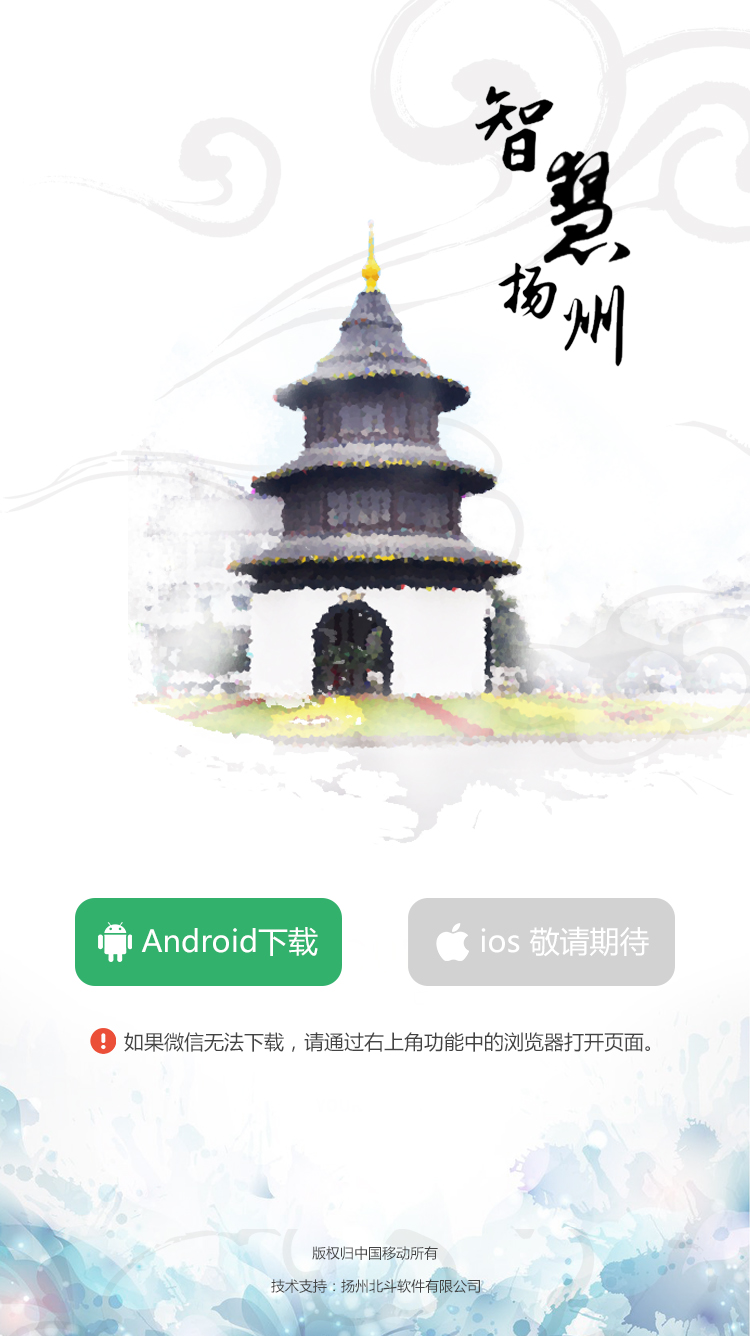 智慧
扬州
Android下载
ios 敬请期待
如果微信无法下载，请通过右上角功能中的浏览器打开页面。
版权归中国移动所有
技术支持：扬州北斗软件有限公司